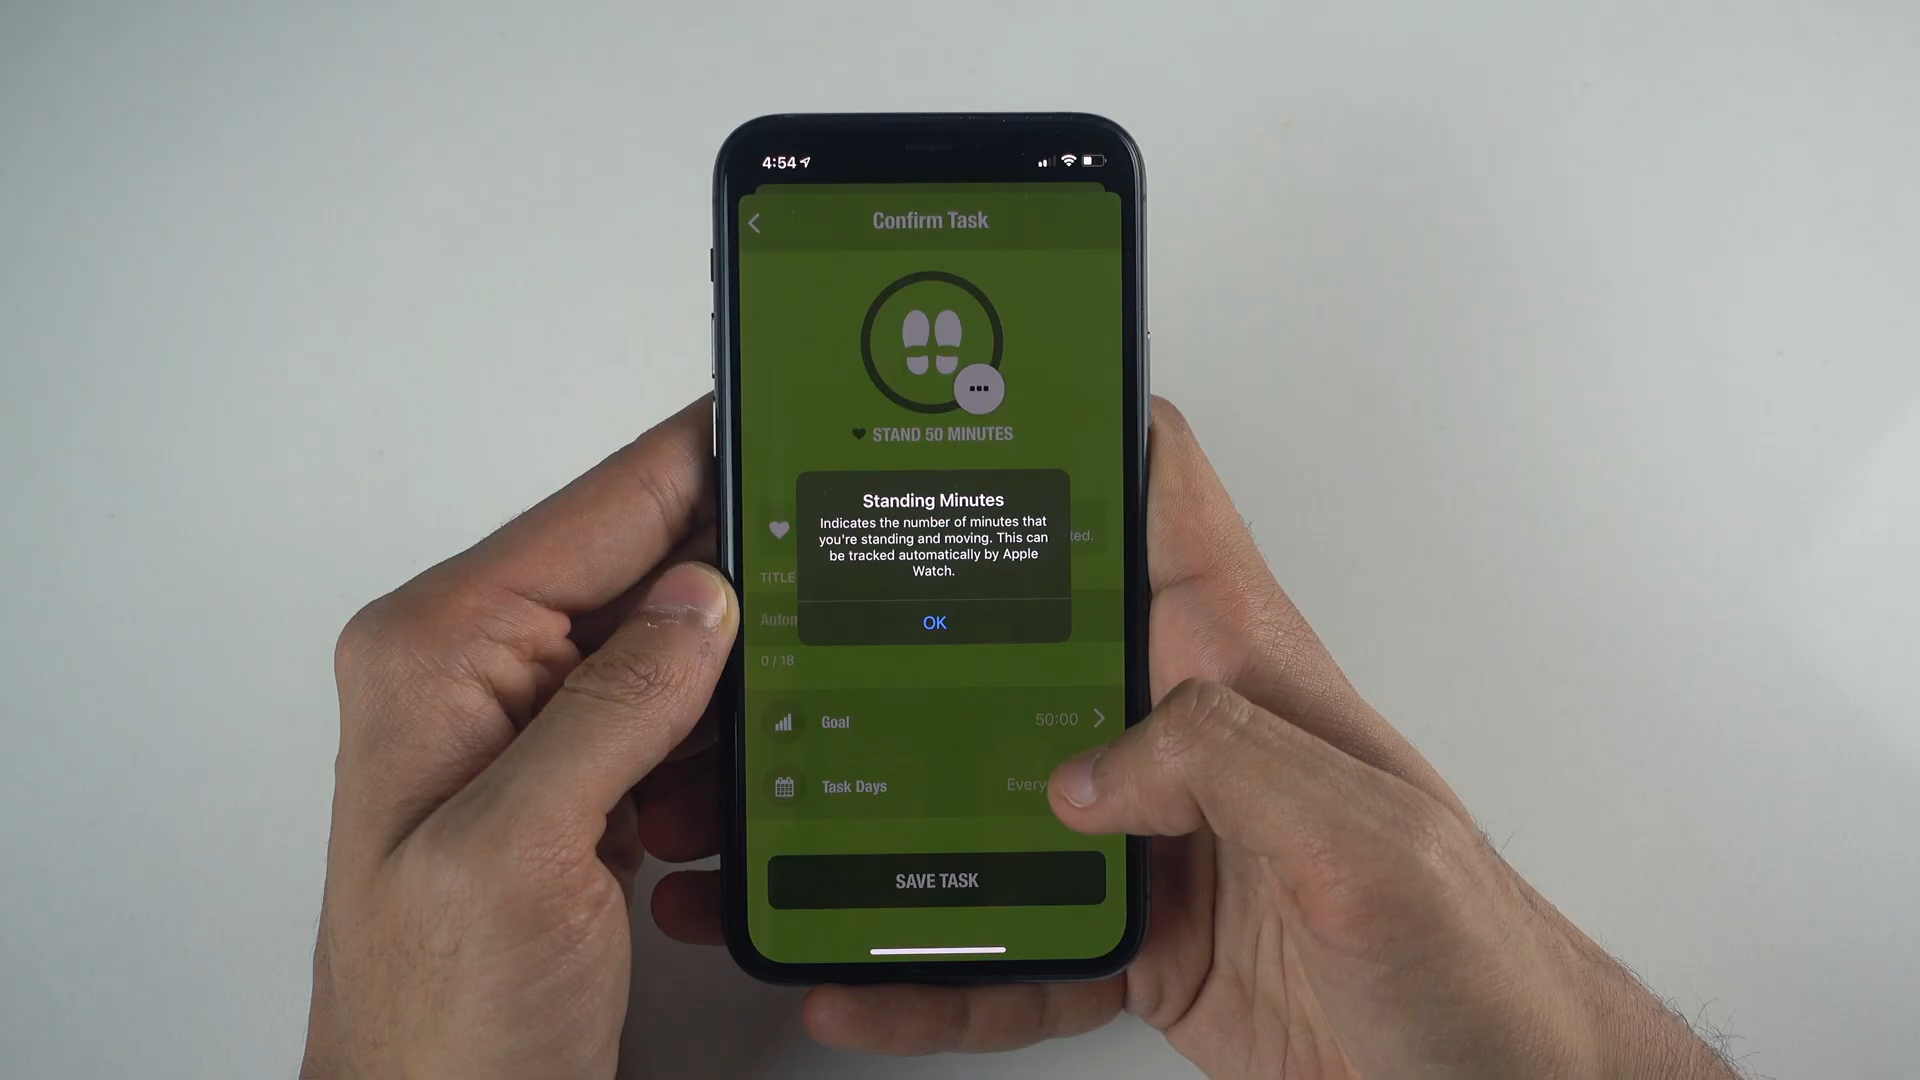 4:54
Confirm Task
STAND 50 MINUTES
Standing Minutes
Indicates the number of minutes that
you're standing and moving. This can
be tracked automatically by Apple
Watch.
OK
TITLE
0 / 18
Goal 50:00
Task Days
SAVE TASK